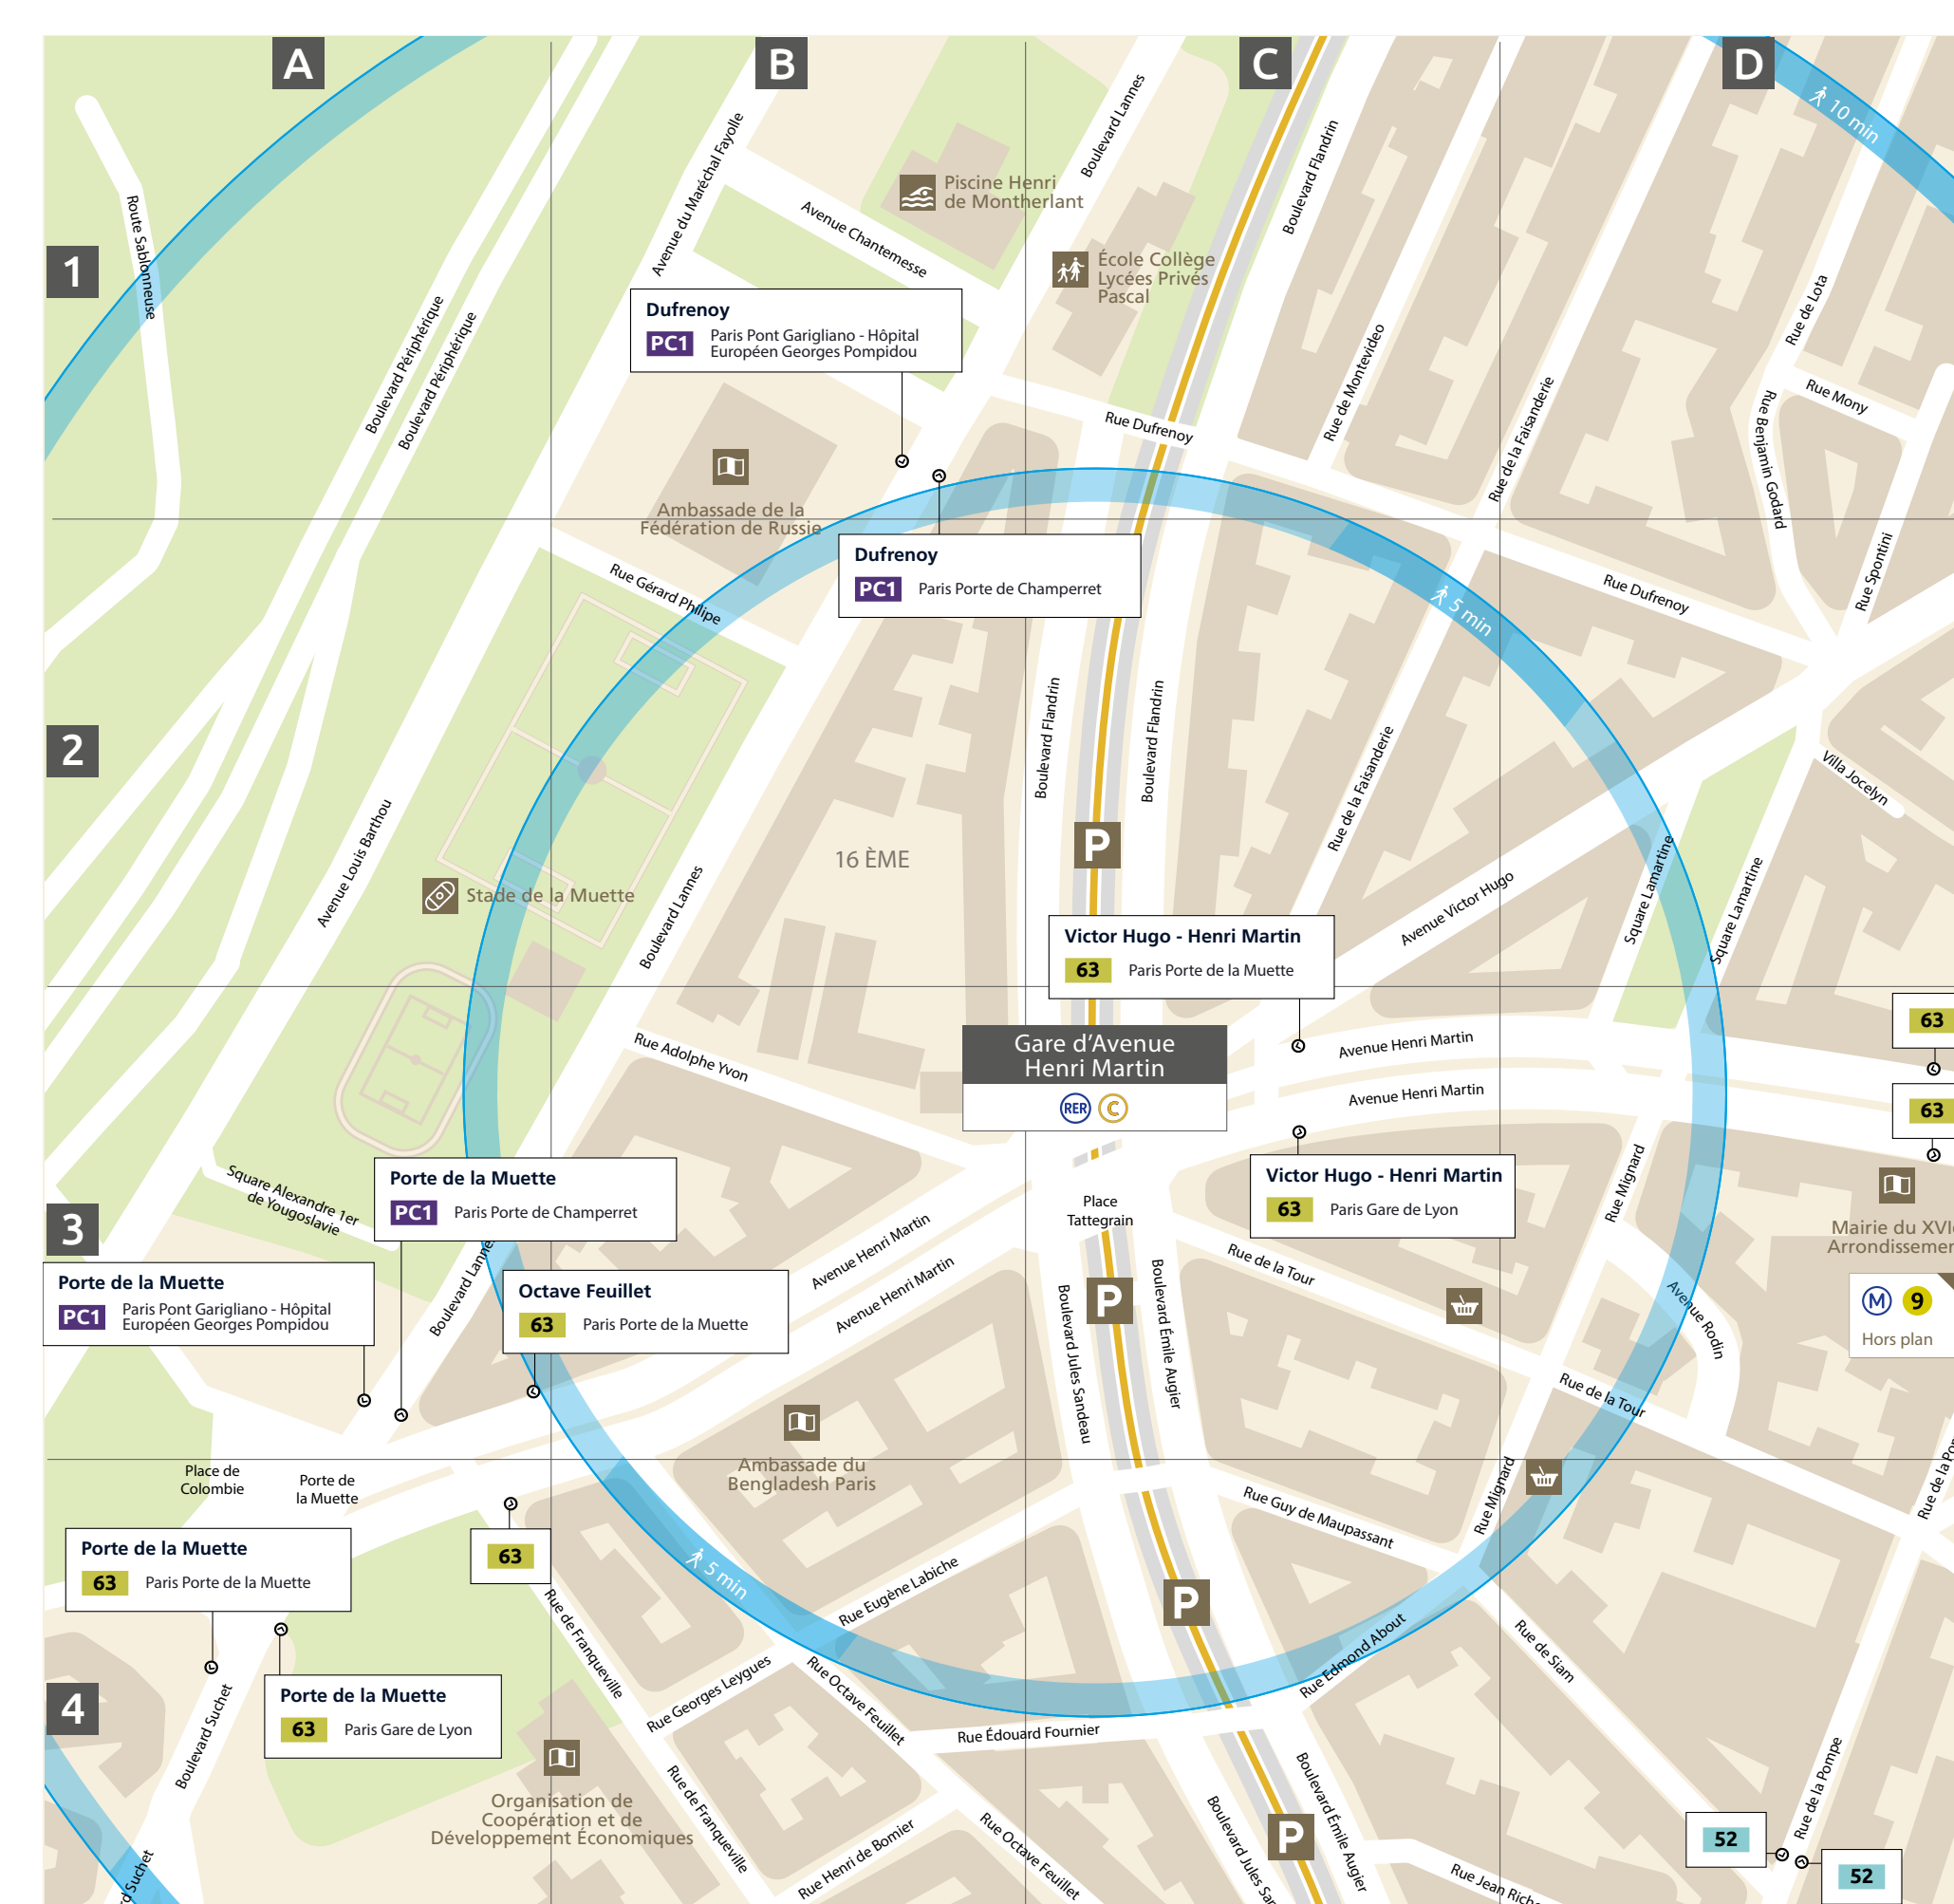 A
B
C
D
10 min
Route Sablonneuse
Boulevard Périphérique
Boulevard Périphérique
Avenue du Maréchal Fayolle
Avenue Chantemesse
Piscine Henri
de Montherlant
Boulevard Lannes
Boulevard Flandrin
École Collège
Lycées Privés
Pascal
1
Dufrenoy
PC1
Paris Pont Garigliano - Hôpital
Européen Georges Pompidou
Rue de Montevideo
Rue de la Faisanderie
Rue de Lota
Rue Mony
Rue Benjamin Godard
Rue Dufrenoy
Ambassade de la
Fédération de Russie
Dufrenoy
PC1
Paris Porte de Champerret
Rue Gérard Philipe
5 min
Rue Dufrenoy
Rue Spontini
2
Boulevard Flandrin
Boulevard Flandrin
Rue de la Faisanderie
Villa Jocelyn
Avenue Louis Barthou
P
16 ÈME
Stade de la Muette
Boulevard Lannes
Avenue Victor Hugo
Square Lamartine
Square Lamartine
Victor Hugo - Henri Martin
63
Paris Porte de la Muette
63
Rue Adolphe Yvon
Gare d'Avenue
Henri Martin
RER C
Avenue Henri Martin
Avenue Henri Martin
63
Square Alexandre 1er
de Yougoslavie
Porte de la Muette
PC1
Paris Porte de Champerret
Place
Tattegrain
Victor Hugo - Henri Martin
63
Paris Gare de Lyon
Rue Mignard
Mairie du XVI
Arrondissemen
3
Porte de la Muette
PC1
Paris Pont Garigliano - Hôpital
Européen Georges Pompidou
Boulevard Lannes
Octave Feuillet
63
Paris Porte de la Muette
Avenue Henri Martin
Avenue Henri Martin
P
Boulevard Jules Sandeau
Boulevard Émile Augier
Rue de la Tour
Avenue Rodin
M 9
Hors plan
Rue de la Tour
Ambassade du
Bengladesh Paris
Place de
Colombie
Porte de
la Muette
Rue Guy de Maupassant
Rue Mignard
Rue de la Po
Porte de la Muette
63
Paris Porte de la Muette
63
5 min
Rue Eugène Labiche
P
Rue de Franqueville
Rue Georges Leygues
Rue Octave Feuillet
Rue Edmond About
Rue de Siam
4
Boulevard Suchet
Porte de la Muette
63
Paris Gare de Lyon
Rue Édouard Fournier
Organisation de
Coopération et de
Développement Économiques
Rue de Franqueville
Rue Henri de Bornier
Rue Octave Feuillet
Boulevard Jules Sa
Boulevard Émile Augier
P
Rue Jean Rich
52
Rue de la Pompe
52
d Suchet